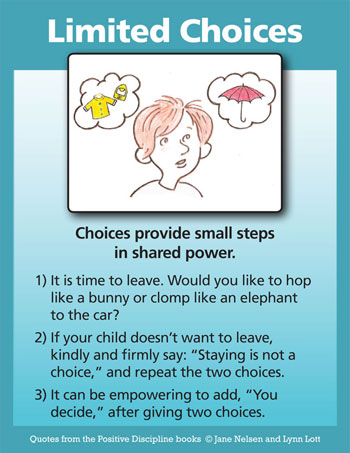 Limited Choices
Choices provide small steps
in shared power.
1) It is time to leave. Would you like to hop
like a bunny or clomp like an elephant
to the car?
2) If your child doesn’t want to leave,
kindly and firmly say: “Staying is not a
choice,” and repeat the two choices.
3) It can be empowering to add, “You
decide,” after giving two choices.
Quotes from the Positive Discipline books © Jane Nelsen and Lynn Lott